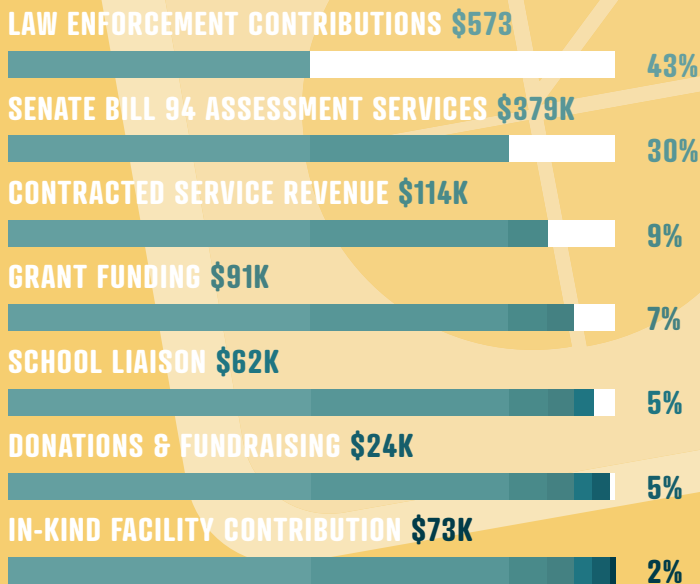 LAW ENFORCEMENT CONTRIBUTIONS $573
43%
SENATE BILL 94 ASSESSMENT SERVICES $379K
30%
CONTRACTED SERVICE REVENUE $114K
9%
GRANT FUNDING $91K
7%
SCHOOL LIAISON $62K
5%
DONATIONS & FUNDRAISING $24K
5%
IN-KIND FACILITY CONTRIBUTION $73K
2%